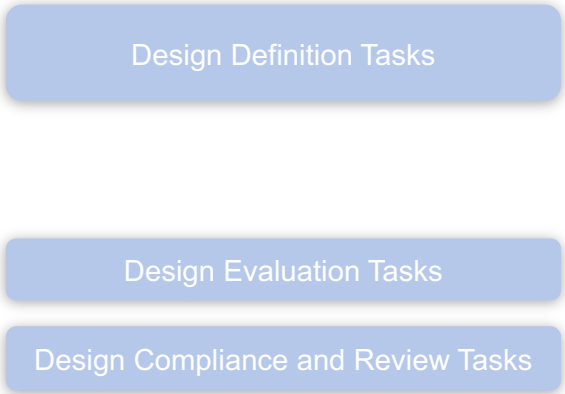 Design Definition Tasks
Design Evaluation Tasks
Design Compliance and Review Tasks